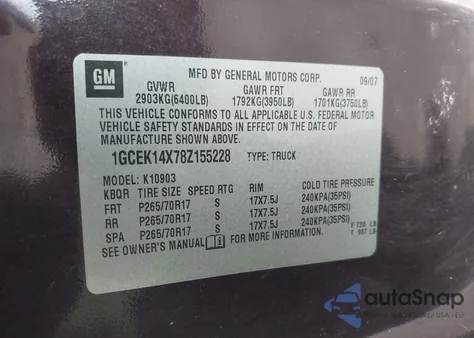 GM
MFD BY GENERAL MOTORS CORP. 09/07
GVWR GAWR FRT GAWR RR
2903KG(6400LB) 1792KG(3950LB) 1701KG(3750LB)
THIS VEHICLE CONFORMS TO ALL APPLICABLE U.S. FEDERAL
MOTOR VEHICLE SAFETY STANDARDS IN EFFECT ON THE DATE OF
MANUFACTURE SHOWN ABOVE.
1GCEK14X78Z155228 TYPE: TRUCK
MODEL: K10903
KBQR TIRE SIZE SPEED RTG RIM COLD TIRE PRESSURE
FRT P265/70R17 S 17X7.5J 240KPA(35PSI)
RR P265/70R17 S 17X7.5J 240KPA(35PSI)
SPA P265/70R17 S 17X7.5J 240KPA(35PSI)
SEE OWNER'S MANUAL i FOR MORE INFORMATION.
F LB
T LB
autoSnap